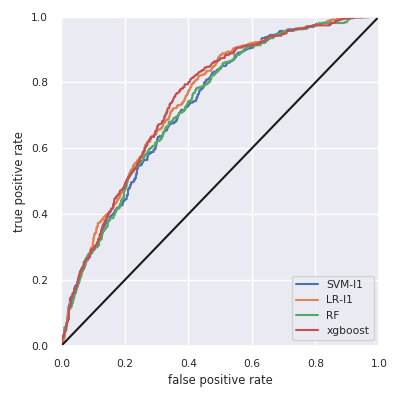 1.0
0.8
0.6
0.4
0.2
0.0
true positive rate
0.0 0.2 0.4 0.6 0.8 1.0
false positive rate
SVM-l1
LR-l1
RF
xgboost